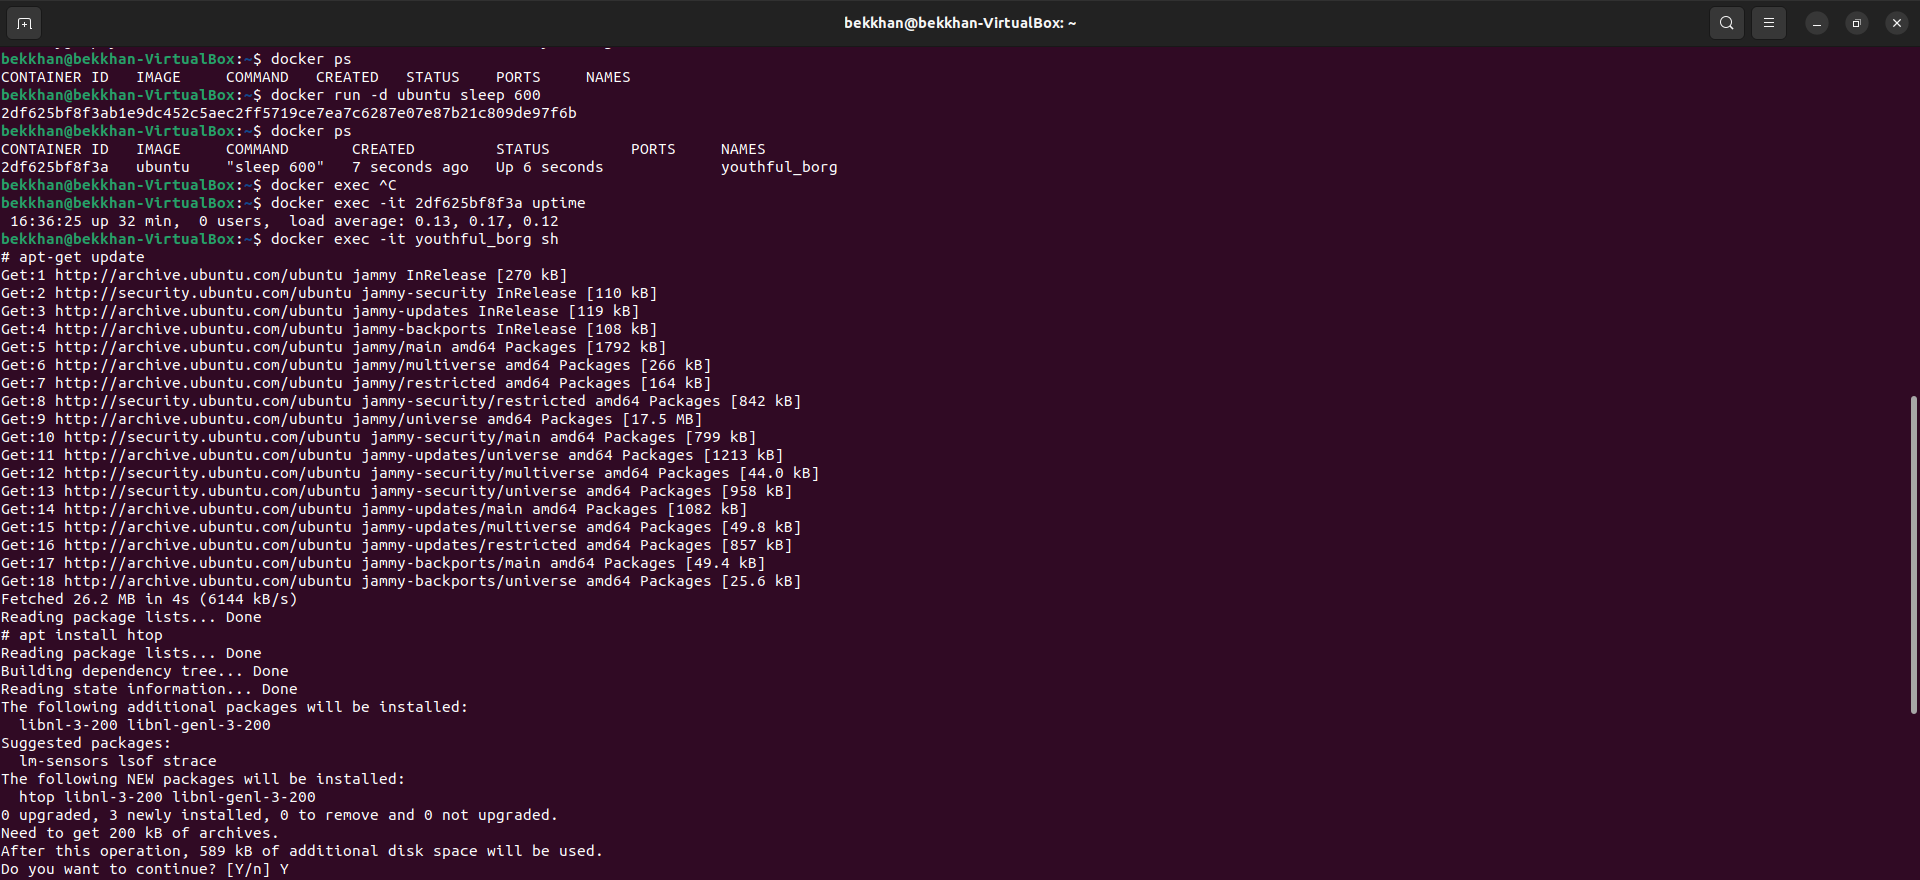 bekkhan@bekkhan-VirtualBox: ~
bekkhan@bekkhan-VirtualBox:~$ docker ps
CONTAINER ID   IMAGE     COMMAND   CREATED   STATUS    PORTS     NAMES
bekkhan@bekkhan-VirtualBox:~$ docker run -d ubuntu sleep 600
2df625bf8f3ab1e9dc452c5aec2ff5719ce7ea7c6287e07e87b21c809de97f6b
bekkhan@bekkhan-VirtualBox:~$ docker ps
CONTAINER ID   IMAGE     COMMAND       CREATED         STATUS         PORTS     NAMES
2df625bf8f3a   ubuntu    "sleep 600"   7 seconds ago   Up 6 seconds             youthful_borg
bekkhan@bekkhan-VirtualBox:~$ docker exec ^C
bekkhan@bekkhan-VirtualBox:~$ docker exec -it 2df625bf8f3a uptime
 16:36:25 up 32 min,  0 users,  load average: 0.13, 0.17, 0.12
bekkhan@bekkhan-VirtualBox:~$ docker exec -it youthful_borg sh
# apt-get update
Get:1 http://archive.ubuntu.com/ubuntu jammy InRelease [270 kB]
Get:2 http://security.ubuntu.com/ubuntu jammy-security InRelease [110 kB]
Get:3 http://archive.ubuntu.com/ubuntu jammy-updates InRelease [119 kB]
Get:4 http://archive.ubuntu.com/ubuntu jammy-backports InRelease [108 kB]
Get:5 http://archive.ubuntu.com/ubuntu jammy/main amd64 Packages [1792 kB]
Get:6 http://archive.ubuntu.com/ubuntu jammy/multiverse amd64 Packages [266 kB]
Get:7 http://archive.ubuntu.com/ubuntu jammy/restricted amd64 Packages [164 kB]
Get:8 http://security.ubuntu.com/ubuntu jammy-security/restricted amd64 Packages [842 kB]
Get:9 http://archive.ubuntu.com/ubuntu jammy/universe amd64 Packages [17.5 MB]
Get:10 http://security.ubuntu.com/ubuntu jammy-security/main amd64 Packages [799 kB]
Get:11 http://archive.ubuntu.com/ubuntu jammy-updates/universe amd64 Packages [1213 kB]
Get:12 http://security.ubuntu.com/ubuntu jammy-security/multiverse amd64 Packages [44.0 kB]
Get:13 http://security.ubuntu.com/ubuntu jammy-security/universe amd64 Packages [958 kB]
Get:14 http://archive.ubuntu.com/ubuntu jammy-updates/main amd64 Packages [1082 kB]
Get:15 http://archive.ubuntu.com/ubuntu jammy-updates/multiverse amd64 Packages [49.8 kB]
Get:16 http://archive.ubuntu.com/ubuntu jammy-updates/restricted amd64 Packages [857 kB]
Get:17 http://archive.ubuntu.com/ubuntu jammy-backports/main amd64 Packages [49.4 kB]
Get:18 http://archive.ubuntu.com/ubuntu jammy-backports/universe amd64 Packages [25.6 kB]
Fetched 26.2 MB in 4s (6144 kB/s)
Reading package lists... Done
# apt install htop
Reading package lists... Done
Building dependency tree... Done
Reading state information... Done
The following additional packages will be installed:
  libnl-3-200 libnl-genl-3-200
Suggested packages:
  lm-sensors lsof strace
The following NEW packages will be installed:
  htop libnl-3-200 libnl-genl-3-200
0 upgraded, 3 newly installed, 0 to remove and 0 not upgraded.
Need to get 200 kB of archives.
After this operation, 589 kB of additional disk space will be used.
Do you want to continue? [Y/n] Y